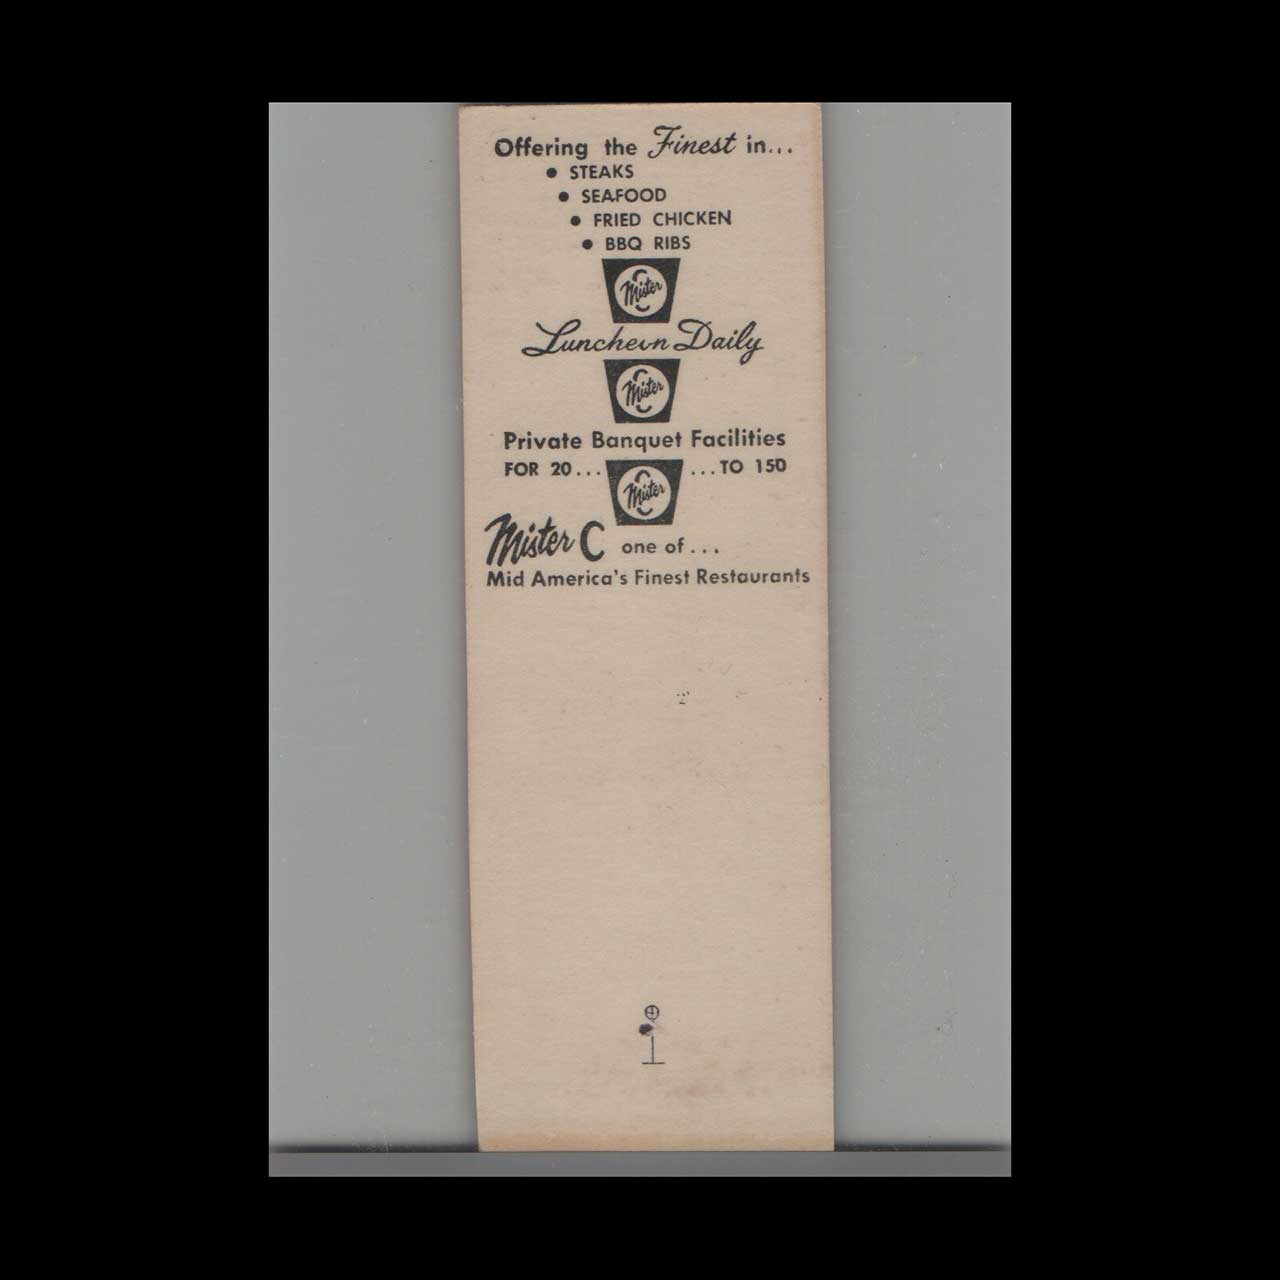 Offering the Finest in...
• STEAKS
• SEAFOOD
• FRIED CHICKEN
• BBQ RIBS
Mister C
Luncheon Daily
Mister C
Private Banquet Facilities
FOR 20... ...TO 150
Mister C
Mister C one of...
Mid America's Finest Restaurants